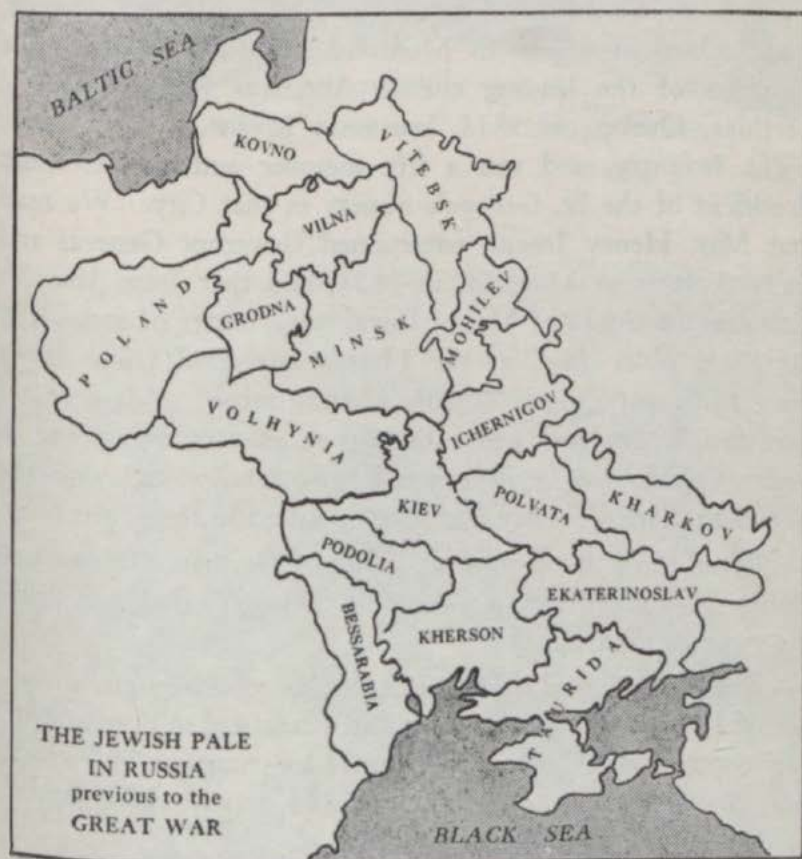 BALTIC SEA
KOVNO
VITEBSK
VILNA
POLAND
GRODNA
MINSK
MOHILEV
VOLHYNIA
ICHERNIGOV
KIEV
POLVATA
KHARKOV
PODOLIA
EKATERINOSLAV
BESSARABIA
KHERSON
TAURIDA
THE JEWISH PALE
IN RUSSIA
previous to the
GREAT WAR
BLACK SEA